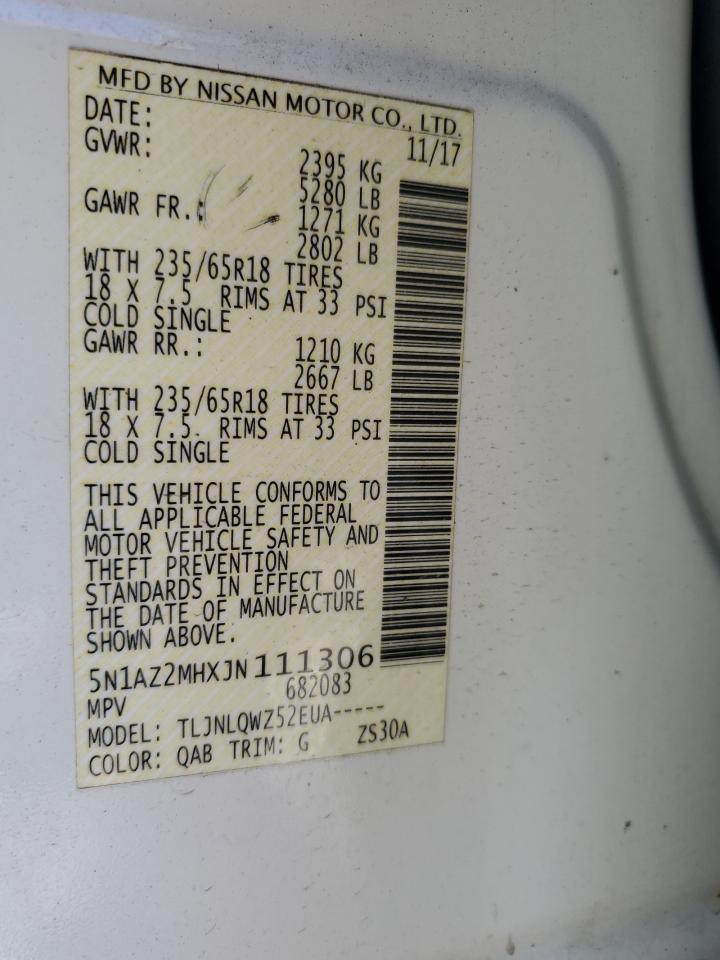 MFD BY NISSAN MOTOR CO., LTD.
DATE: 11/17
GVWR: 2395 KG
5280 LB
GAWR FR.: 1271 KG
2802 LB
WITH 235/65R18 TIRES
18 X 7.5 RIMS AT 33 PSI
COLD SINGLE
GAWR RR.: 1210 KG
2667 LB
WITH 235/65R18 TIRES
18 X 7.5 RIMS AT 33 PSI
COLD SINGLE
THIS VEHICLE CONFORMS TO
ALL APPLICABLE FEDERAL
MOTOR VEHICLE SAFETY AND
THEFT PREVENTION
STANDARDS IN EFFECT ON
THE DATE OF MANUFACTURE
SHOWN ABOVE.
5N1AZ2MHXJN111306
MPV 682083
MODEL: TLJNLQWZ52EUA-----
COLOR: QAB TRIM: G ZS30A